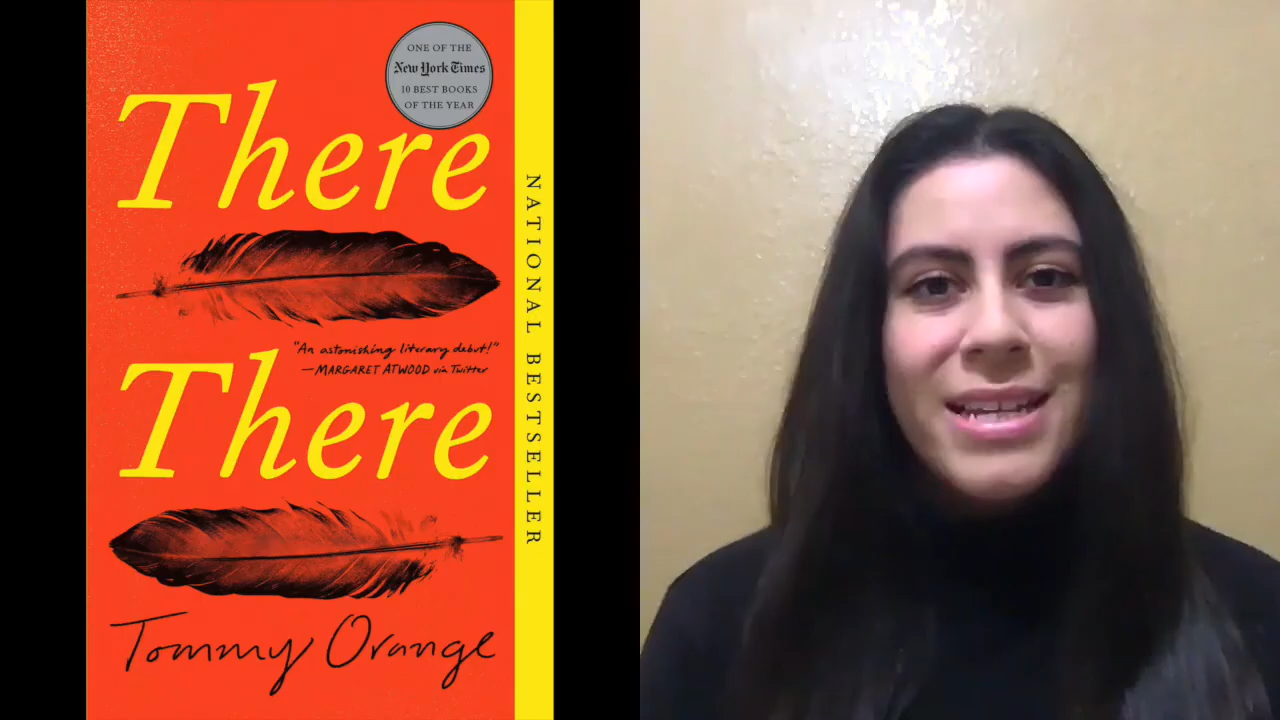 ONE OF THE
New York Times
10 BEST BOOKS
OF THE YEAR
There
"An astonishing literary debut!"
—MARGARET ATWOOD via Twitter
There
Tommy Orange
NATIONAL BESTSELLER